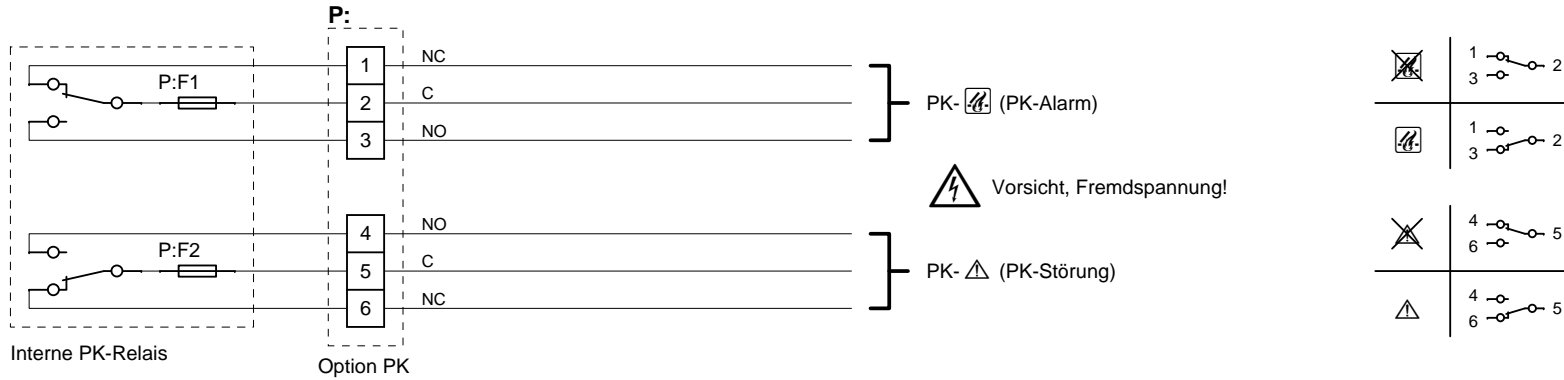 P:
P:F1
1 NC
2 C
3 NO
PK- (PK-Alarm)
Vorsicht, Fremdspannung!
P:F2
4 NO
5 C
6 NC
PK- (PK-Störung)
Interne PK-Relais
Option PK
1
3
2
1
3
2
4
6
5
4
6
5